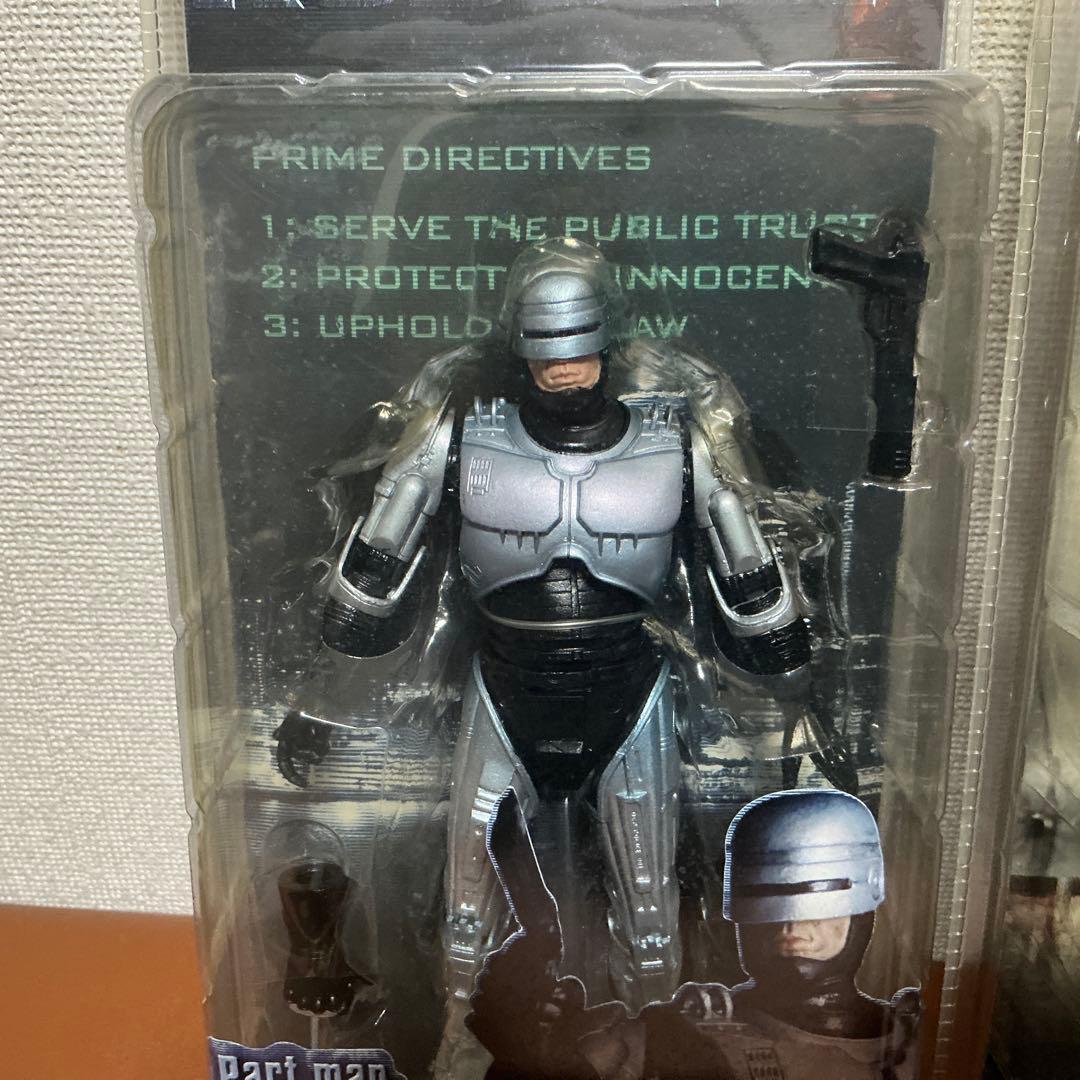 PRIME DIRECTIVES
1: SERVE THE PUBLIC TRUST
2: PROTECT INNOCENT
3: UPHOLD LAW
Part man